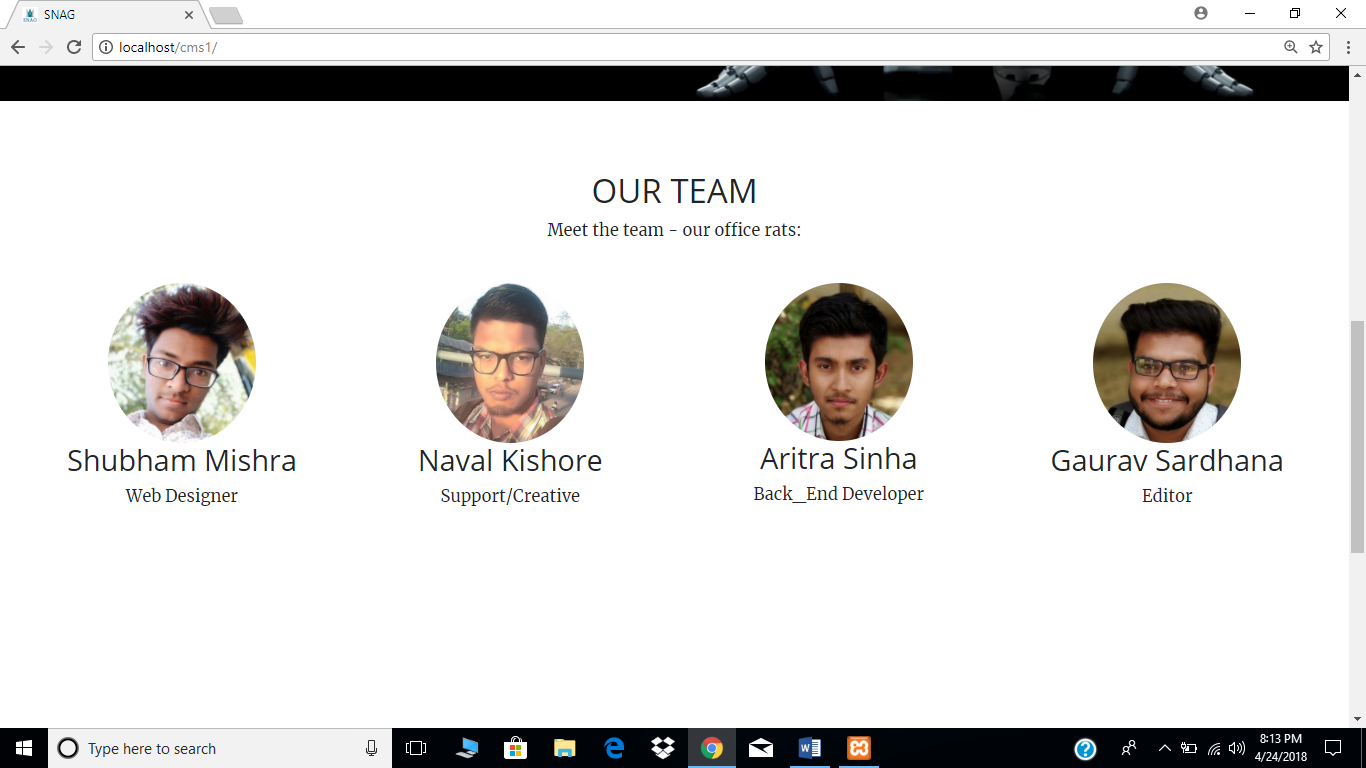 SNAG
localhost/cms1/
OUR TEAM
Meet the team - our office rats:
Shubham Mishra
Web Designer
Naval Kishore
Support/Creative
Aritra Sinha
Back_End Developer
Gaurav Sardhana
Editor
Type here to search
8:13 PM
4/24/2018